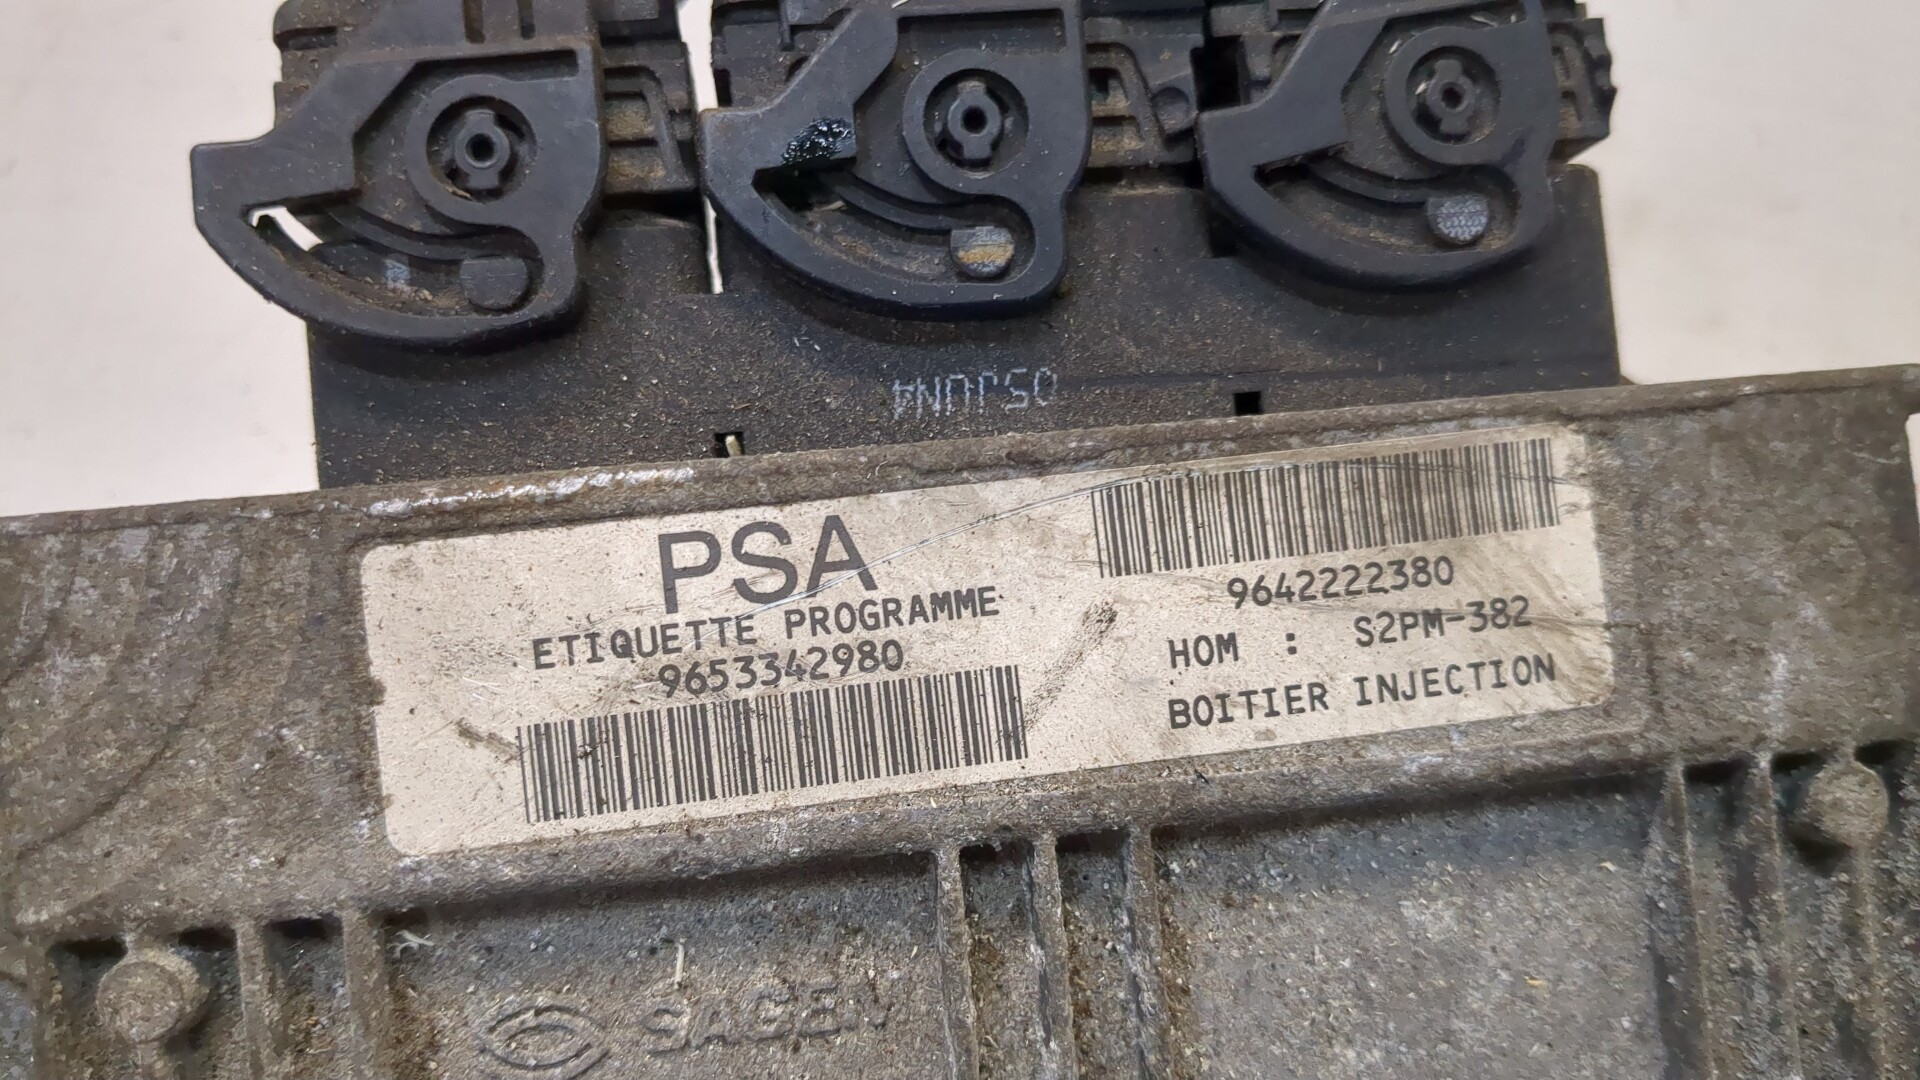 05JUN4
PSA
ETIQUETTE PROGRAMME
9653342980
9642222380
HOM : S2PM-382
BOITIER INJECTION
SAGEM